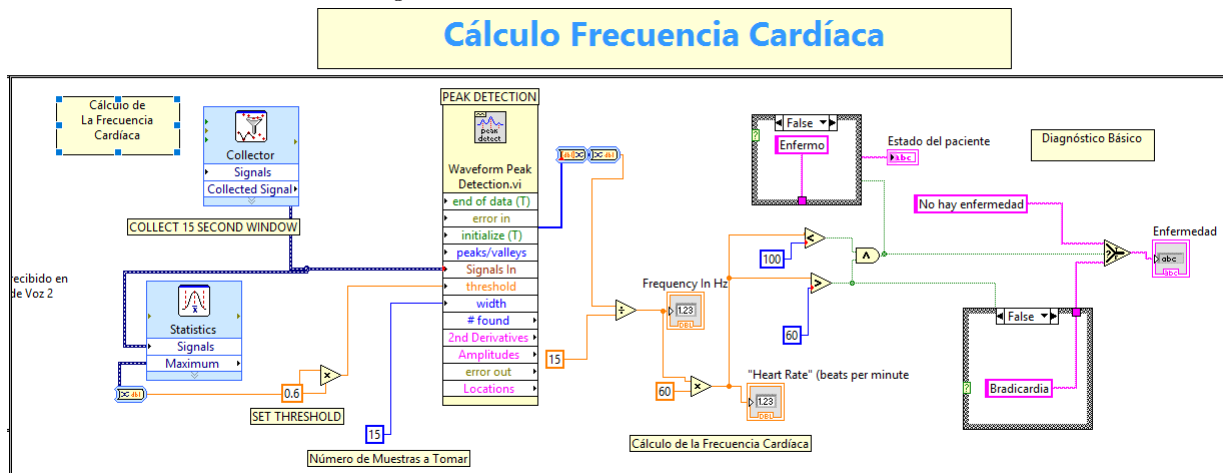 Cálculo Frecuencia Cardíaca
Cálculo de
La Frecuencia
Cardíaca
Collector
Signals
Collected Signal
COLLECT 15 SECOND WINDOW
recibido en
de Voz 2
Statistics
Signals
Maximum
0.6
SET THRESHOLD
15
Número de Muestras a Tomar
PEAK DETECTION
peak
detect
Waveform Peak
Detection.vi
end of data (T)
error in
initialize (T)
peaks/valleys
Signals In
threshold
width
# found
2nd Derivatives
Amplitudes
error out
Locations
15
Frequency In Hz
1.23
DBL
60
"Heart Rate" (beats per minute
1.23
DBL
Cálculo de la Frecuencia Cardíaca
False
Enfermo
Estado del paciente
abc
100
60
Diagnóstico Básico
No hay enfermedad
Enfermedad
abc
abc
False
Bradicardia